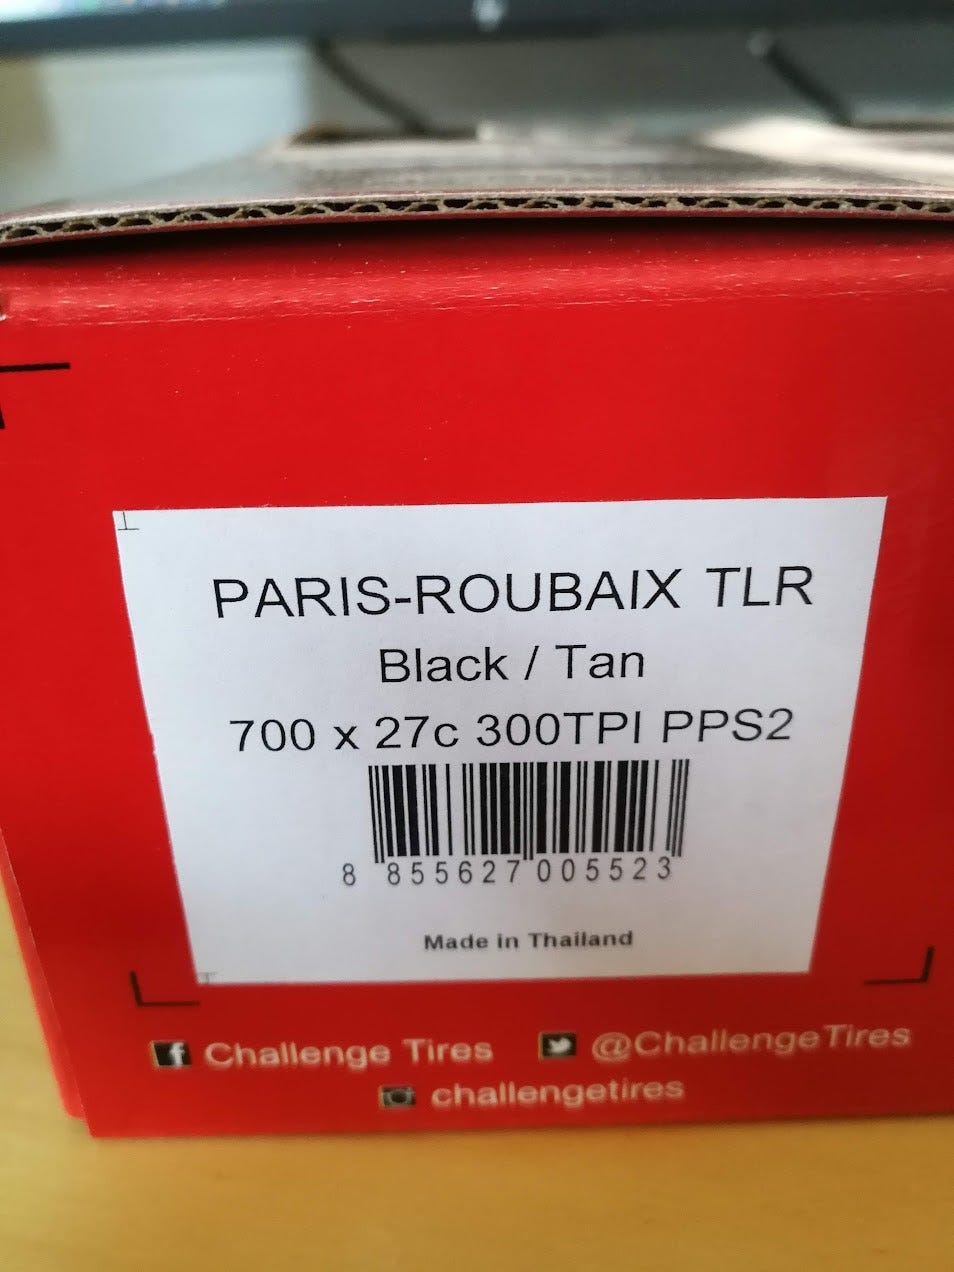 PARIS-ROUBAIX TLR
Black / Tan
700 x 27c 300TPI PPS2
8 855627 005523
Made in Thailand
f Challenge Tires @ChallengeTires
challengetires